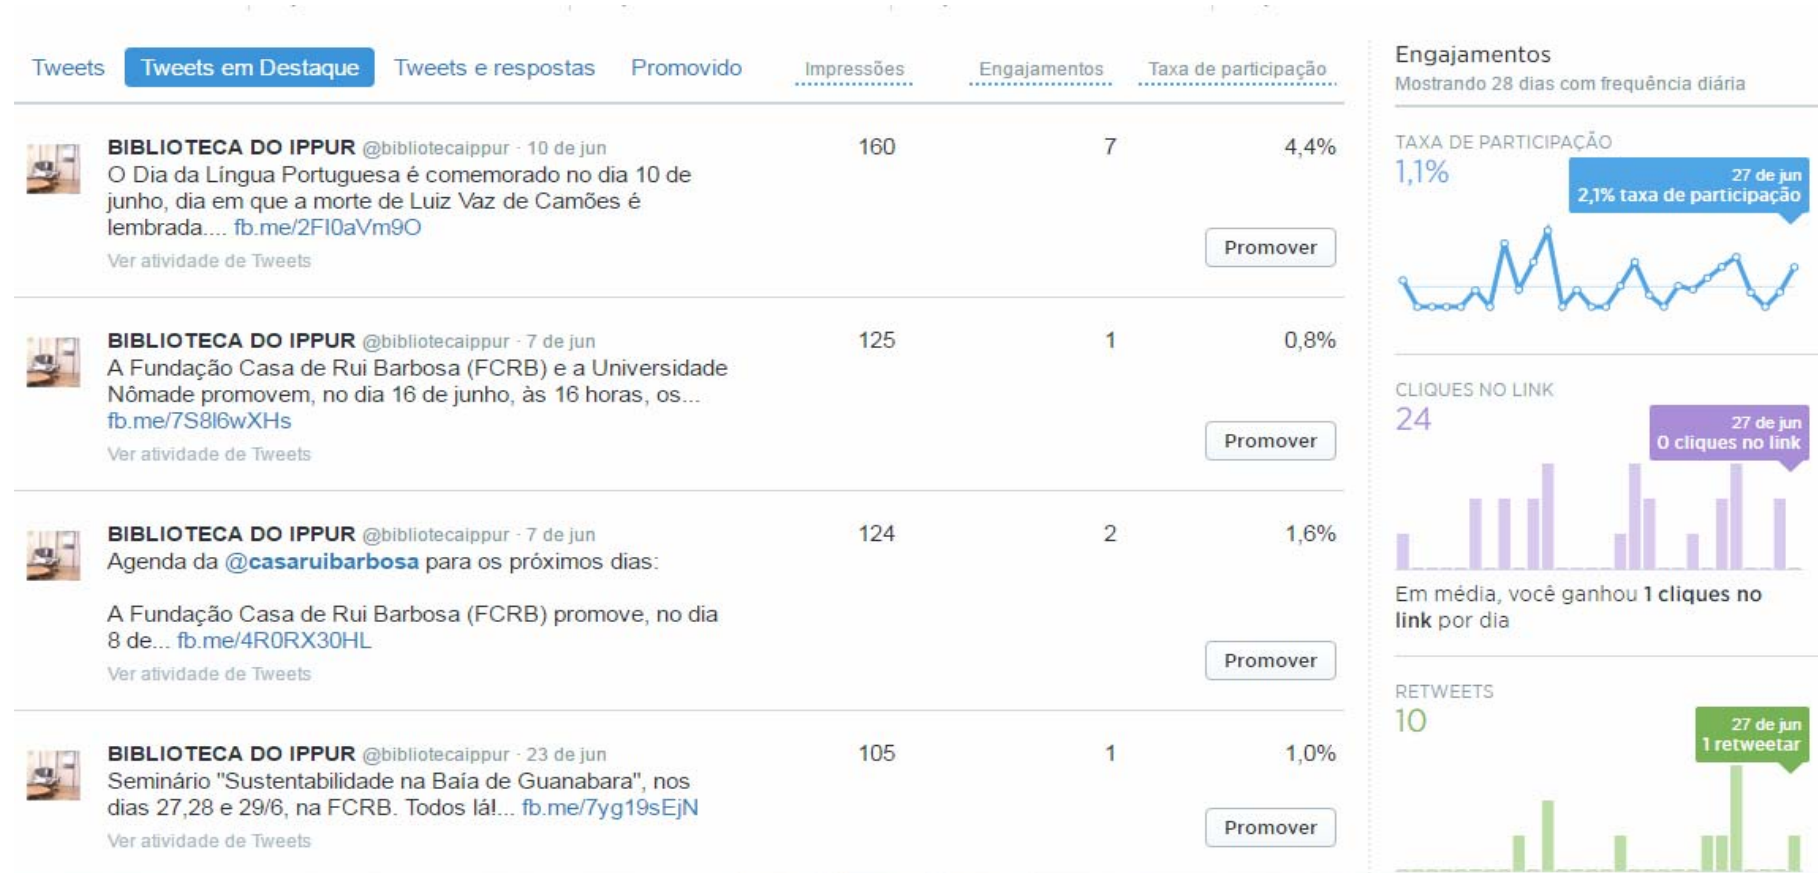 Tweets Tweets em Destaque Tweets e respostas Promovido Impressões Engajamentos Taxa de participação
BIBLIOTECA DO IPPUR @bibliotecaippur · 10 de jun 160 7 4,4%
O Dia da Língua Portuguesa é comemorado no dia 10 de
junho, dia em que a morte de Luiz Vaz de Camões é
lembrada.... fb.me/2FI0aVm9O
Promover
Ver atividade de Tweets
BIBLIOTECA DO IPPUR @bibliotecaippur · 7 de jun 125 1 0,8%
A Fundação Casa de Rui Barbosa (FCRB) e a Universidade
Nômade promovem, no dia 16 de junho, às 16 horas, os...
fb.me/7S8l6wXHs
Promover
Ver atividade de Tweets
BIBLIOTECA DO IPPUR @bibliotecaippur · 7 de jun 124 2 1,6%
Agenda da @casaruibarbosa para os próximos dias:
A Fundação Casa de Rui Barbosa (FCRB) promove, no dia
8 de... fb.me/4R0RX30HL
Promover
Ver atividade de Tweets
BIBLIOTECA DO IPPUR @bibliotecaippur · 23 de jun 105 1 1,0%
Seminário "Sustentabilidade na Baía de Guanabara", nos
dias 27,28 e 29/6, na FCRB. Todos lá!... fb.me/7yg19sEjN
Promover
Ver atividade de Tweets
Engajamentos
Mostrando 28 dias com frequência diária
TAXA DE PARTICIPAÇÃO
1,1%
27 de jun
2,1% taxa de participação
CLIQUES NO LINK
24
27 de jun
0 cliques no link
Em média, você ganhou 1 cliques no
link por dia
RETWEETS
10
27 de jun
1 retweetar